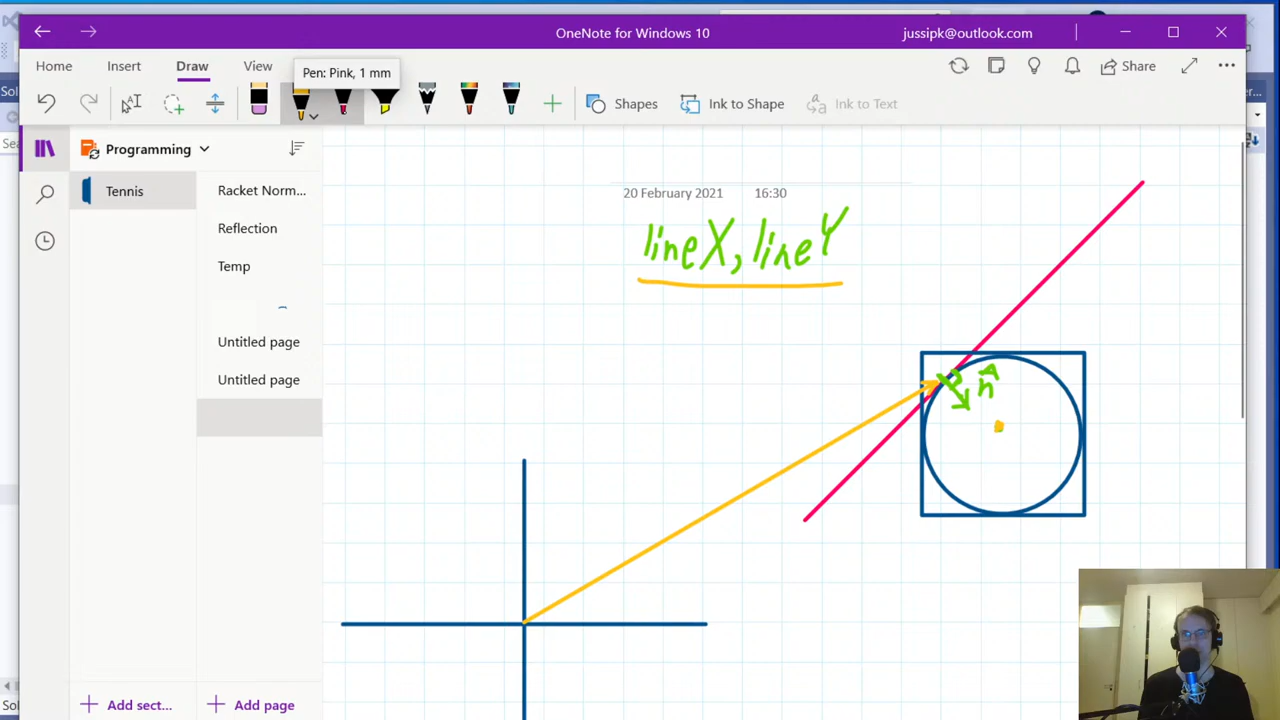 OneNote for Windows 10
jussipk@outlook.com
Home
Insert
Draw
View
Pen: Pink, 1 mm
Share
Shapes
Ink to Shape
Ink to Text
Programming
Tennis
Racket Norm...
Reflection
Temp
Untitled page
Untitled page
Add sect...
Add page
20 February 2021 16:30
lineX, lineY
n